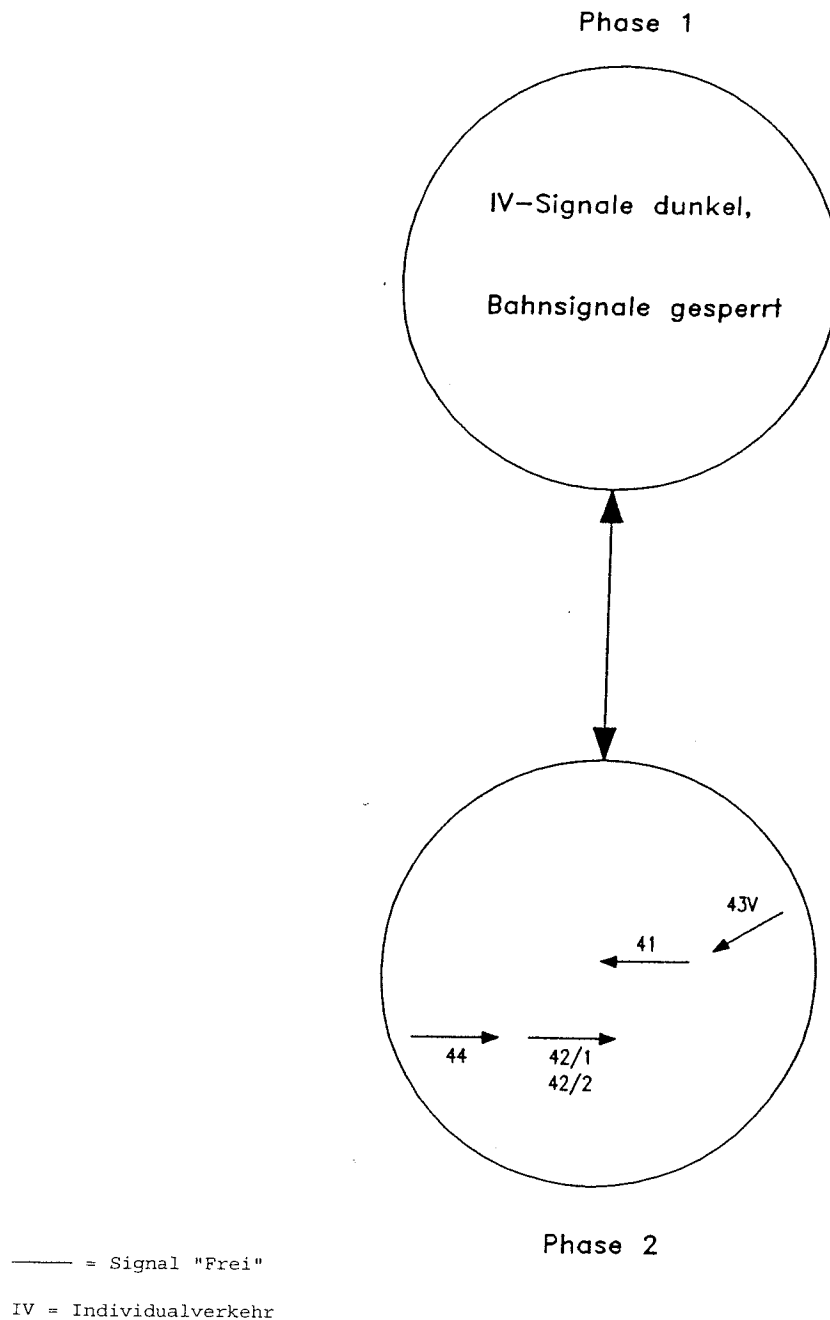 Phase 1
IV-Signale dunkel,
Bahnsignale gesperrt
43V
41
44
42/1
42/2
Phase 2
= Signal "Frei"
IV = Individualverkehr